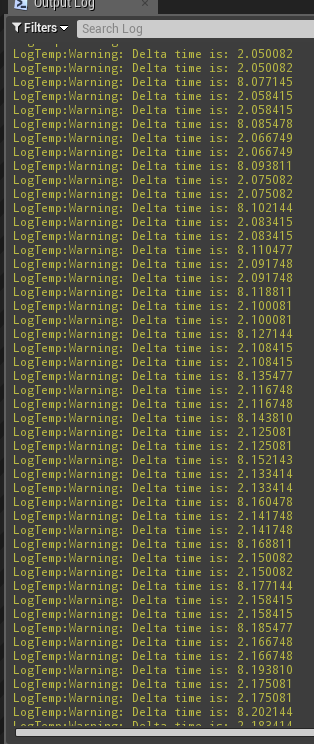 Output Log
Filters
Search Log
LogTemp:Warning: Delta time is: 2.050082
LogTemp:Warning: Delta time is: 2.050082
LogTemp:Warning: Delta time is: 8.077145
LogTemp:Warning: Delta time is: 2.058415
LogTemp:Warning: Delta time is: 2.058415
LogTemp:Warning: Delta time is: 8.085478
LogTemp:Warning: Delta time is: 2.066749
LogTemp:Warning: Delta time is: 2.066749
LogTemp:Warning: Delta time is: 8.093811
LogTemp:Warning: Delta time is: 2.075082
LogTemp:Warning: Delta time is: 2.075082
LogTemp:Warning: Delta time is: 8.102144
LogTemp:Warning: Delta time is: 2.083415
LogTemp:Warning: Delta time is: 2.083415
LogTemp:Warning: Delta time is: 8.110477
LogTemp:Warning: Delta time is: 2.091748
LogTemp:Warning: Delta time is: 2.091748
LogTemp:Warning: Delta time is: 8.118811
LogTemp:Warning: Delta time is: 2.100081
LogTemp:Warning: Delta time is: 2.100081
LogTemp:Warning: Delta time is: 8.127144
LogTemp:Warning: Delta time is: 2.108415
LogTemp:Warning: Delta time is: 2.108415
LogTemp:Warning: Delta time is: 8.135477
LogTemp:Warning: Delta time is: 2.116748
LogTemp:Warning: Delta time is: 2.116748
LogTemp:Warning: Delta time is: 8.143810
LogTemp:Warning: Delta time is: 2.125081
LogTemp:Warning: Delta time is: 2.125081
LogTemp:Warning: Delta time is: 8.152143
LogTemp:Warning: Delta time is: 2.133414
LogTemp:Warning: Delta time is: 2.133414
LogTemp:Warning: Delta time is: 8.160478
LogTemp:Warning: Delta time is: 2.141748
LogTemp:Warning: Delta time is: 2.141748
LogTemp:Warning: Delta time is: 8.168811
LogTemp:Warning: Delta time is: 2.150082
LogTemp:Warning: Delta time is: 2.150082
LogTemp:Warning: Delta time is: 8.177144
LogTemp:Warning: Delta time is: 2.158415
LogTemp:Warning: Delta time is: 2.158415
LogTemp:Warning: Delta time is: 8.185477
LogTemp:Warning: Delta time is: 2.166748
LogTemp:Warning: Delta time is: 2.166748
LogTemp:Warning: Delta time is: 8.193810
LogTemp:Warning: Delta time is: 2.175081
LogTemp:Warning: Delta time is: 2.175081
LogTemp:Warning: Delta time is: 8.202144
LogTemp:Warning: Delta time is: 2.183414